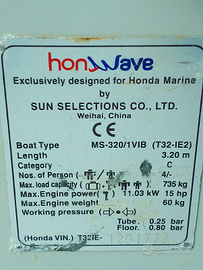 honwave
Exclusively designed for Honda Marine
by
SUN SELECTIONS CO., LTD.
Weihai, China
CE
Boat Type MS-320/1VIB (T32-IE2)
Length 3.20 m
Category C
Nos. of Person 4/-
Max. load capacity 735 kg
Max.Engine power 11.03 kW 15 hp
Max.Engine weight 60 kg
Working pressure
Tube 0.25 bar
Floor 0.80 bar
(Honda VIN.) T32IE-